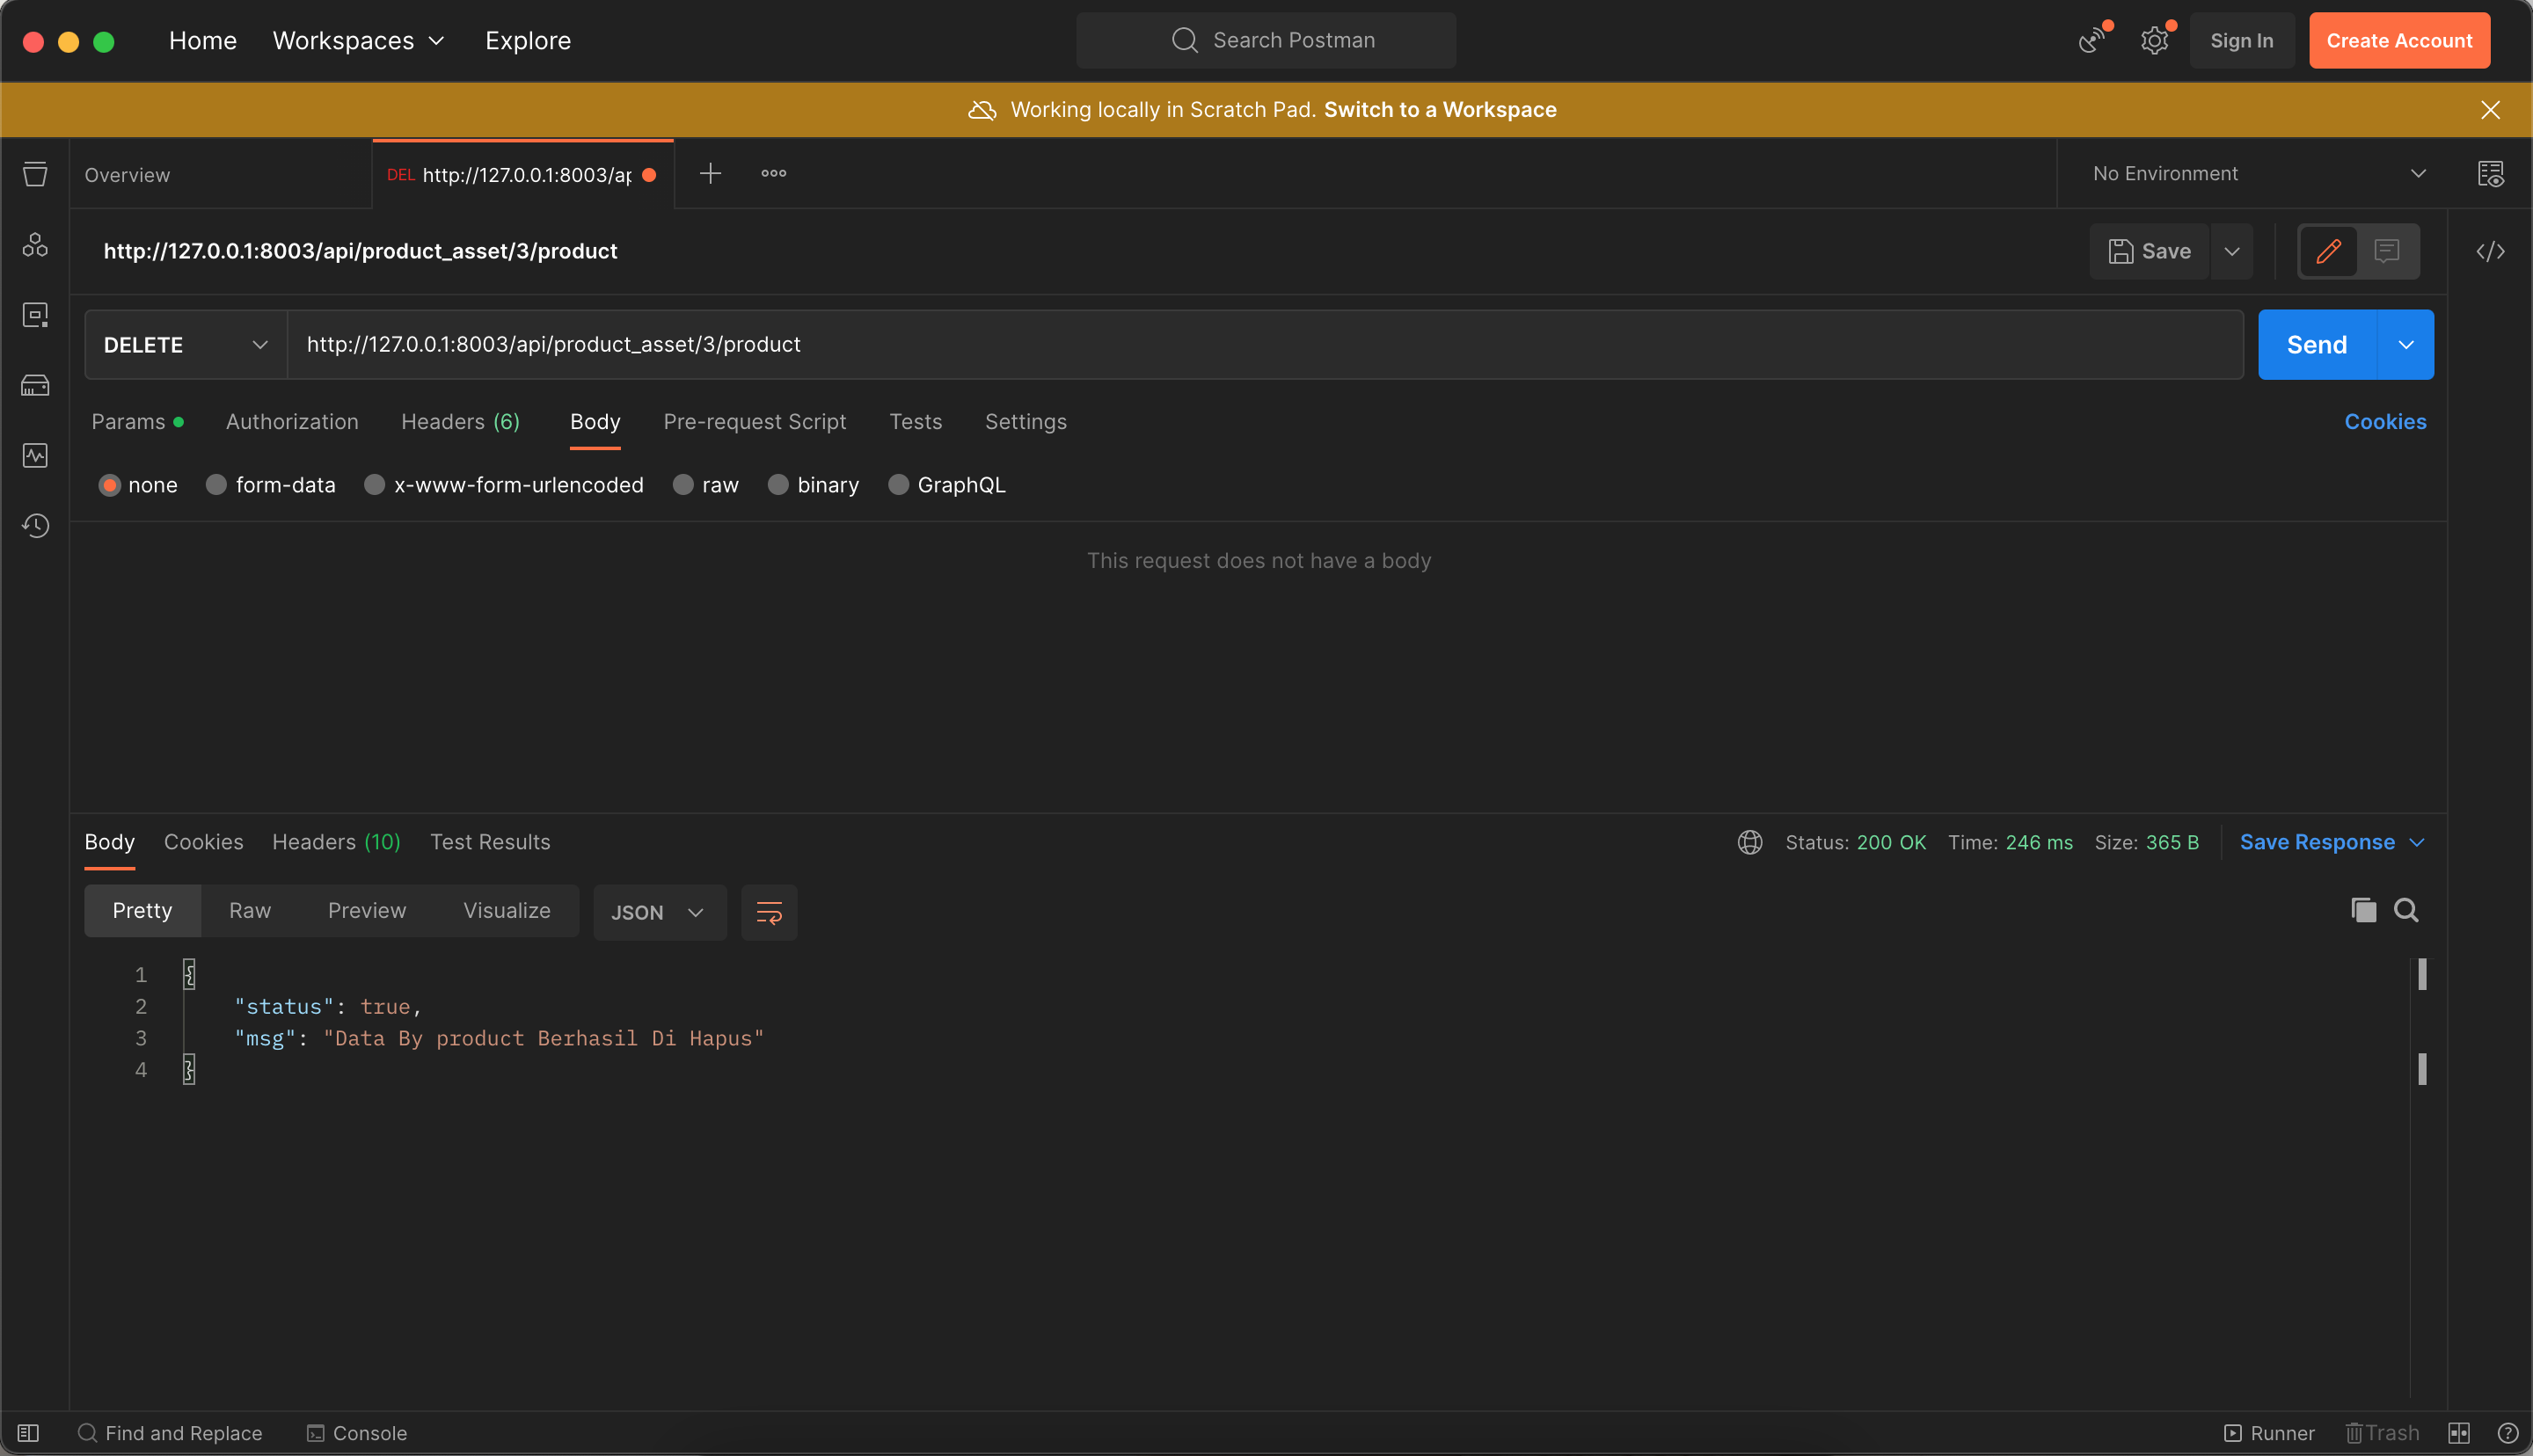 Home Workspaces Explore Search Postman Sign In Create Account
Working locally in Scratch Pad. Switch to a Workspace
Overview DEL http://127.0.0.1:8003/ap No Environment
http://127.0.0.1:8003/api/product_asset/3/product Save
DELETE http://127.0.0.1:8003/api/product_asset/3/product Send
Params Authorization Headers (6) Body Pre-request Script Tests Settings Cookies
none form-data x-www-form-urlencoded raw binary GraphQL
This request does not have a body
Body Cookies Headers (10) Test Results Status: 200 OK Time: 246 ms Size: 365 B Save Response
Pretty Raw Preview Visualize JSON
1 {
2 "status": true,
3 "msg": "Data By product Berhasil Di Hapus"
4 }
Find and Replace Console Runner Trash